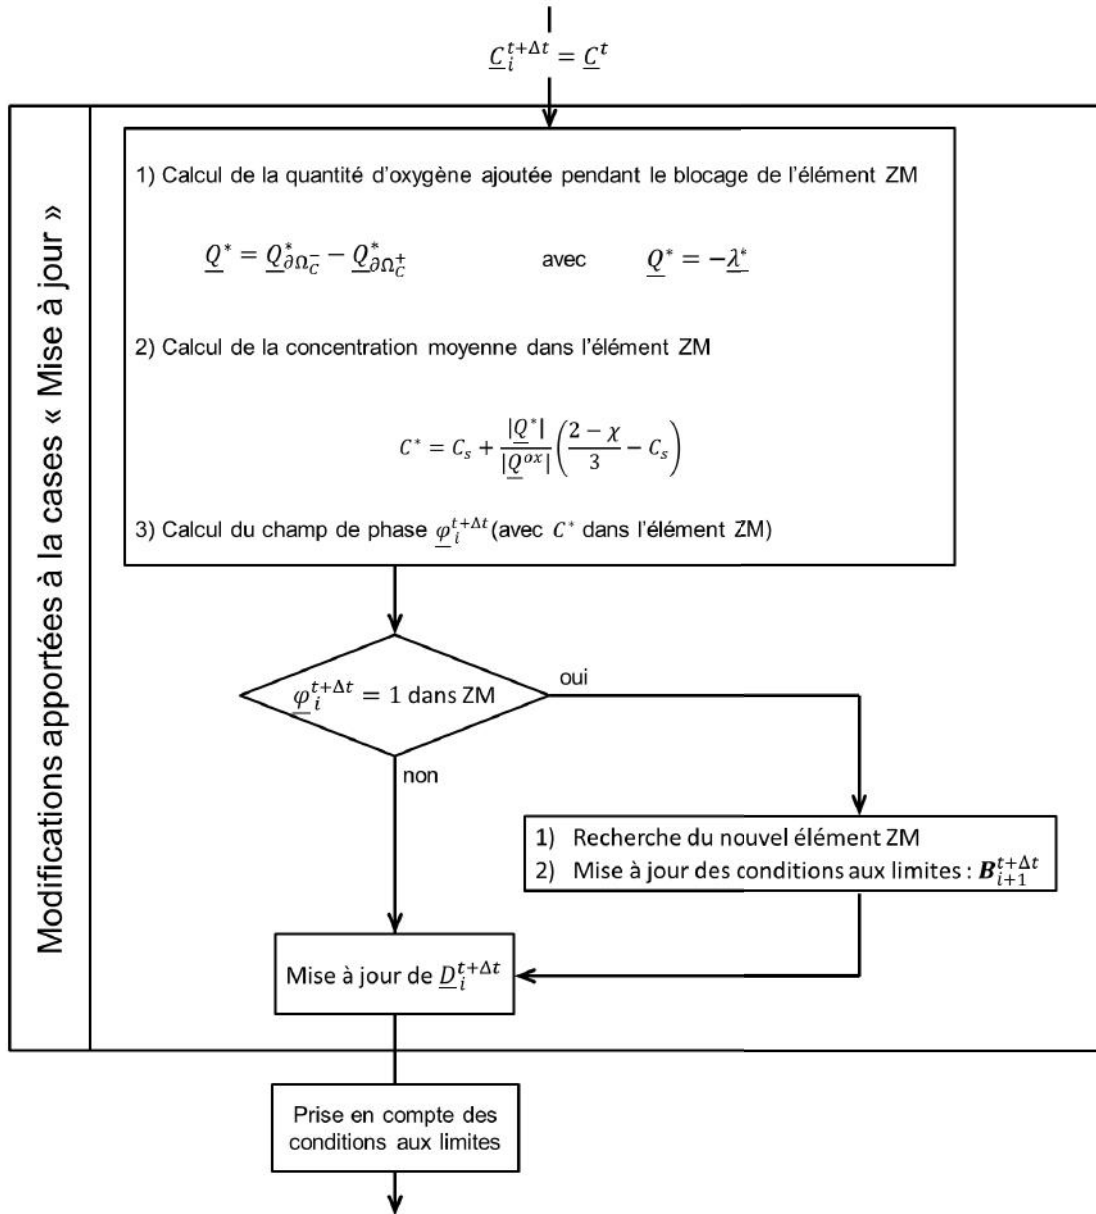 C_i^{t+Δt} = C^t
Modifications apportées à la cases « Mise à jour »
1) Calcul de la quantité d'oxygène ajoutée pendant le blocage de l'élément ZM
Q^* = Q^*_{∂Ω_C^-} − Q^*_{∂Ω_C^+} avec Q^* = −λ^*
2) Calcul de la concentration moyenne dans l'élément ZM
C^* = C_s + |Q^*|/|Q^{ox}| ((2 − χ)/3 − C_s)
3) Calcul du champ de phase φ_i^{t+Δt}(avec C^* dans l'élément ZM)
φ_i^{t+Δt} = 1 dans ZM
oui
non
1) Recherche du nouvel élément ZM
2) Mise à jour des conditions aux limites : B_{i+1}^{t+Δt}
Mise à jour de D_i^{t+Δt}
Prise en compte des
conditions aux limites